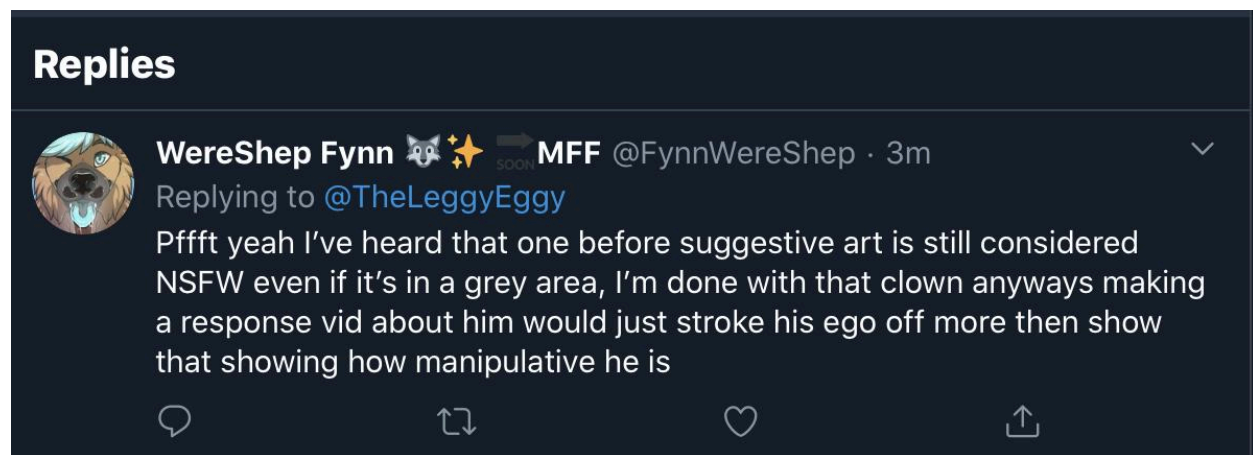 Replies
WereShep Fynn 🐺✨ 🔜MFF @FynnWereShep · 3m
Replying to @TheLeggyEggy
Pffft yeah I’ve heard that one before suggestive art is still considered
NSFW even if it’s in a grey area, I’m done with that clown anyways making
a response vid about him would just stroke his ego off more then show
that showing how manipulative he is